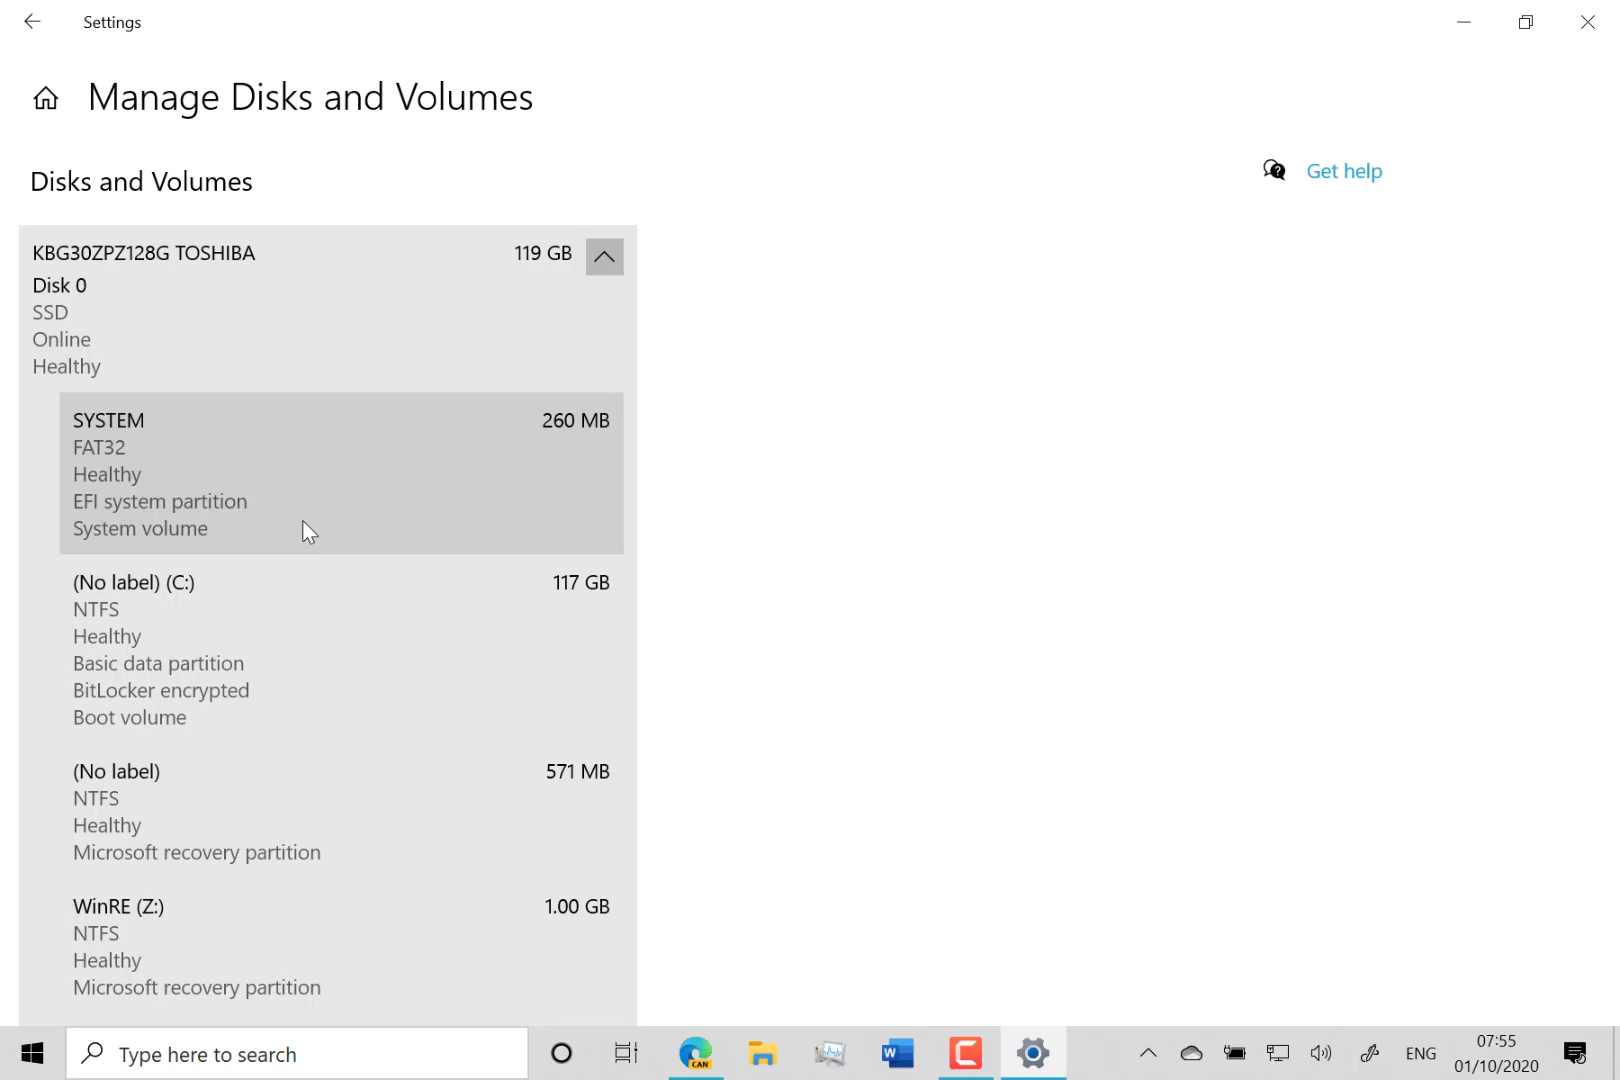 Settings
Manage Disks and Volumes
Disks and Volumes
Get help
KBG30ZPZ128G TOSHIBA 119 GB
Disk 0
SSD
Online
Healthy
SYSTEM 260 MB
FAT32
Healthy
EFI system partition
System volume
(No label) (C:) 117 GB
NTFS
Healthy
Basic data partition
BitLocker encrypted
Boot volume
(No label) 571 MB
NTFS
Healthy
Microsoft recovery partition
WinRE (Z:) 1.00 GB
NTFS
Healthy
Microsoft recovery partition
Type here to search
CAN
W
C
ENG
07:55
01/10/2020